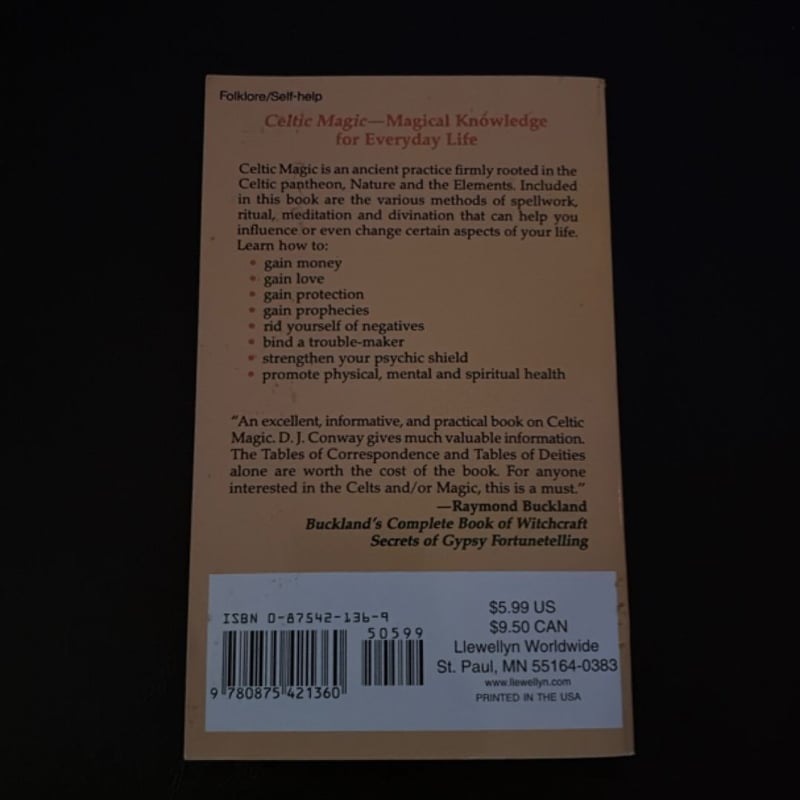 Folklore/Self-help
Celtic Magic—Magical Knowledge
for Everyday Life
Celtic Magic is an ancient practice firmly rooted in the
Celtic pantheon, Nature and the Elements. Included
in this book are the various methods of spellwork,
ritual, meditation and divination that can help you
influence or even change certain aspects of your life.
Learn how to:
• gain money
• gain love
• gain protection
• gain prophecies
• rid yourself of negatives
• bind a trouble-maker
• strengthen your psychic shield
• promote physical, mental and spiritual health
"An excellent, informative, and practical book on Celtic
Magic. D. J. Conway gives much valuable information.
The Tables of Correspondence and Tables of Deities
alone are worth the cost of the book. For anyone
interested in the Celts and/or Magic, this is a must."
—Raymond Buckland
Buckland's Complete Book of Witchcraft
Secrets of Gypsy Fortunetelling
ISBN 0-87542-136-9
50599
9 780875 421360
$5.99 US
$9.50 CAN
Llewellyn Worldwide
St. Paul, MN 55164-0383
www.llewellyn.com
PRINTED IN THE USA